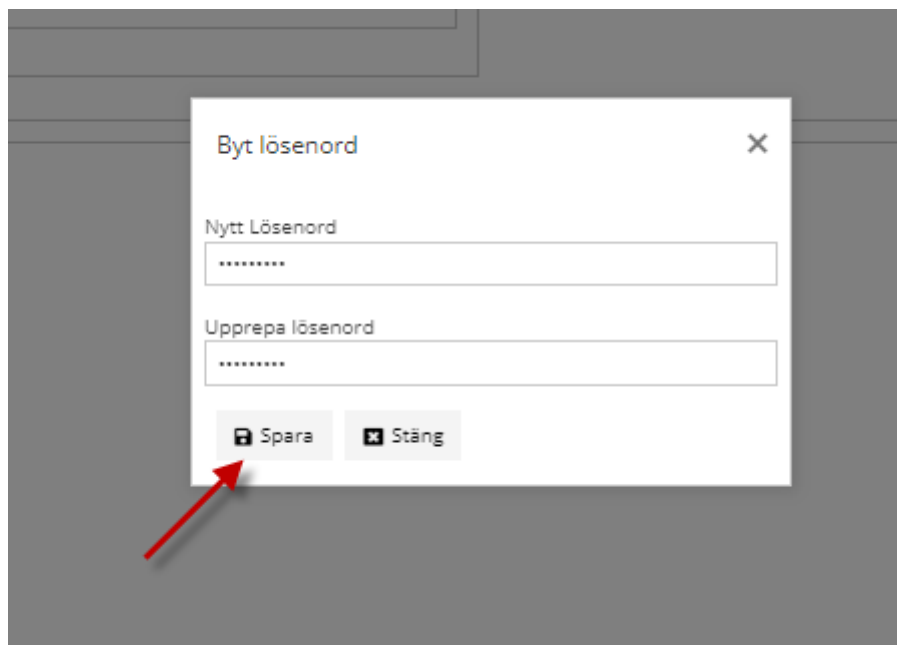 Byt lösenord
Nytt Lösenord
•••••••••
Upprepa lösenord
•••••••••
Spara Stäng